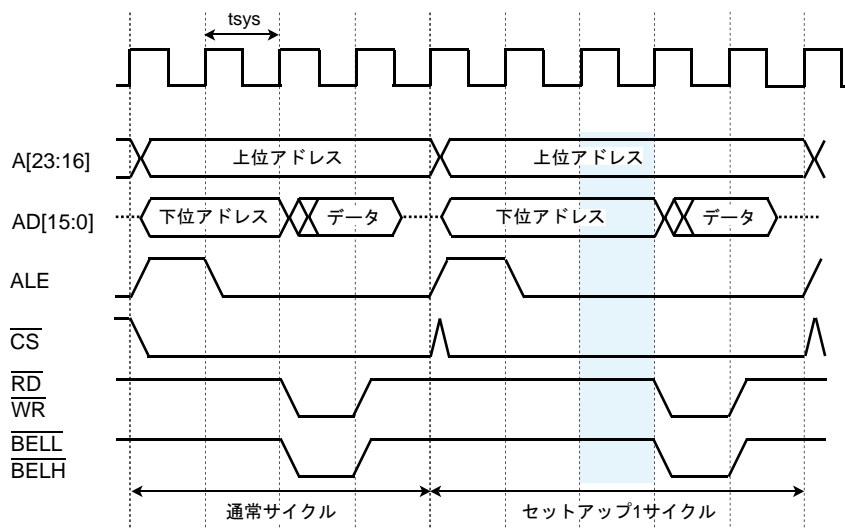 tsys
A[23:16] 上位アドレス 上位アドレス
AD[15:0] 下位アドレス データ 下位アドレス データ
ALE
CS
RD
WR
BELL
BELH
通常サイクル セットアップ1サイクル